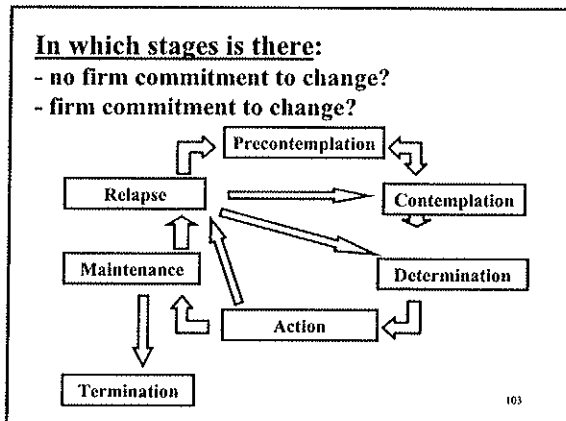 In which stages is there:
- no firm commitment to change?
- firm commitment to change?
Precontemplation
Relapse
Contemplation
Maintenance
Determination
Action
Termination
103